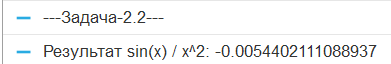 ---Задача-2.2---
Результат sin(x) / x^2: -0.0054402111088937